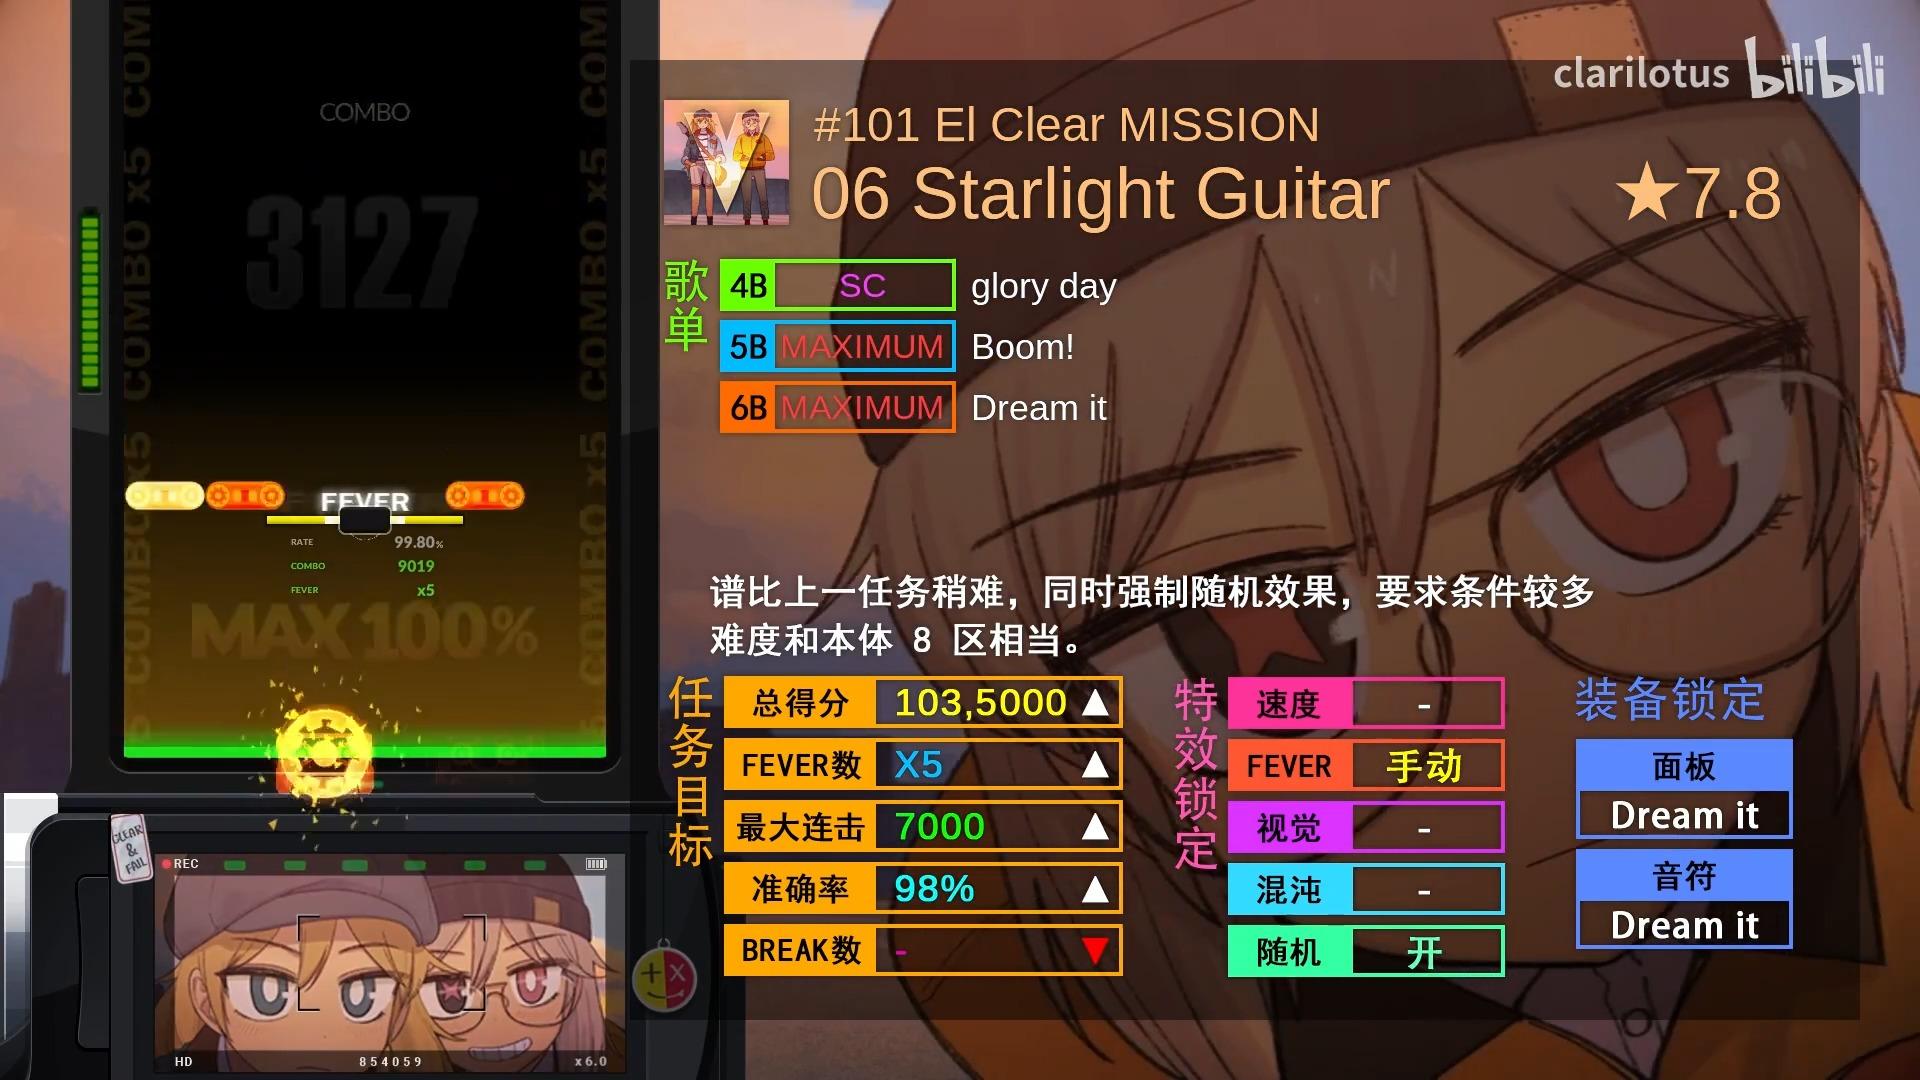 clarilotus bilibili
COMBO
3127
COMBO x5
COMBO x5
#101 El Clear MISSION
06 Starlight Guitar
★7.8
歌单
4B SC glory day
5B MAXIMUM Boom!
6B MAXIMUM Dream it
FEVER
RATE 99.80%
COMBO 9019
FEVER x5
MAX 100%
谱比上一任务稍难，同时强制随机效果，要求条件较多
难度和本体 8 区相当。
任务目标
总得分 103,5000 ▲
FEVER数 X5 ▲
最大连击 7000 ▲
准确率 98% ▲
BREAK数 - ▼
特效锁定
速度 -
FEVER 手动
视觉 -
混沌 -
随机 开
装备锁定
面板
Dream it
音符
Dream it
CLEAR
&
FAIL
REC
HD 854059 x6.0